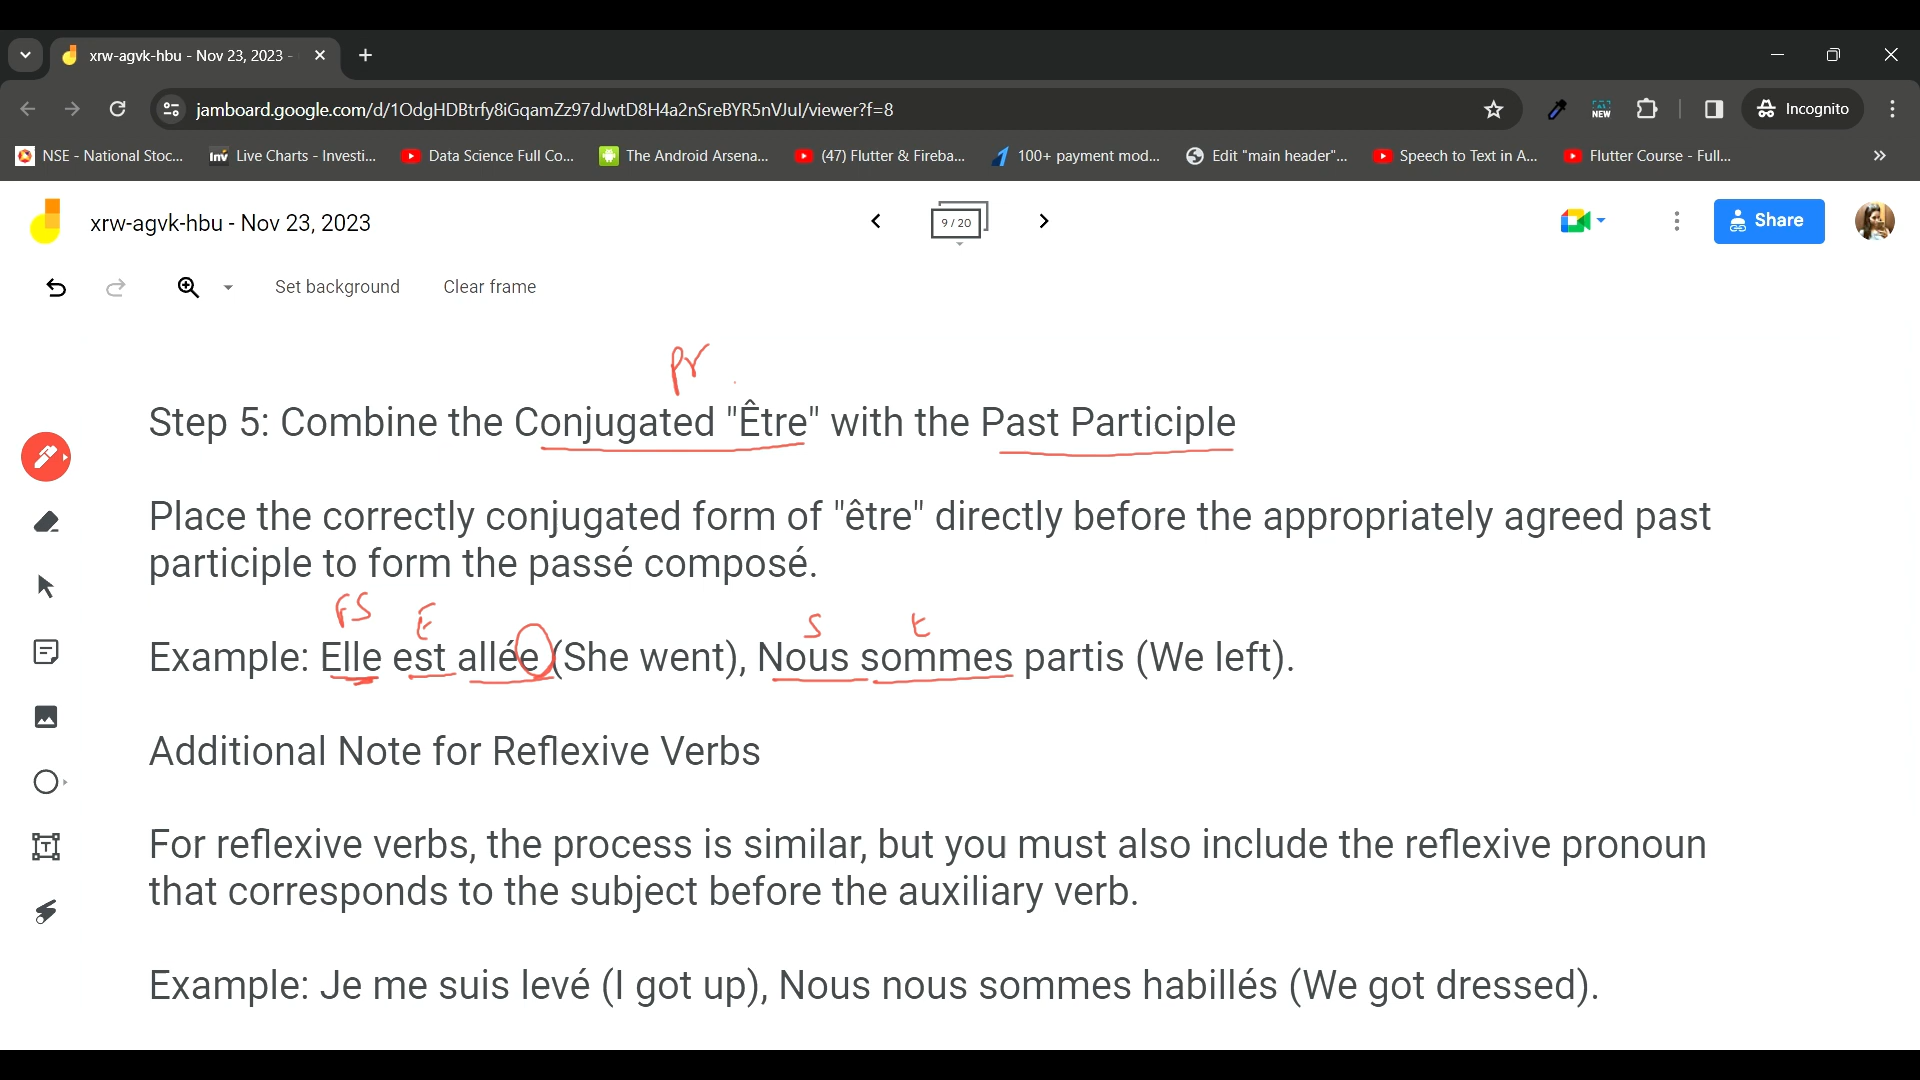 xrw-agvk-hbu - Nov 23, 2023 -
jamboard.google.com/d/1OdgHDBtrfy8iGqamZz97dJwtD8H4a2nSreBYR5nVJuI/viewer?f=8
NEW
Incognito
NSE - National Stoc...
Inv Live Charts - Investi...
Data Science Full Co...
The Android Arsena...
(47) Flutter & Fireba...
100+ payment mod...
Edit "main header"...
Speech to Text in A...
Flutter Course - Full...
xrw-agvk-hbu - Nov 23, 2023
9 / 20
Share
Set background
Clear frame
Pr
Step 5: Combine the Conjugated "Être" with the Past Participle
Place the correctly conjugated form of "être" directly before the appropriately agreed past
participle to form the passé composé.
FS
S t
Example: Elle est allée (She went), Nous sommes partis (We left).
Additional Note for Reflexive Verbs
For reflexive verbs, the process is similar, but you must also include the reflexive pronoun
that corresponds to the subject before the auxiliary verb.
Example: Je me suis levé (I got up), Nous nous sommes habillés (We got dressed).